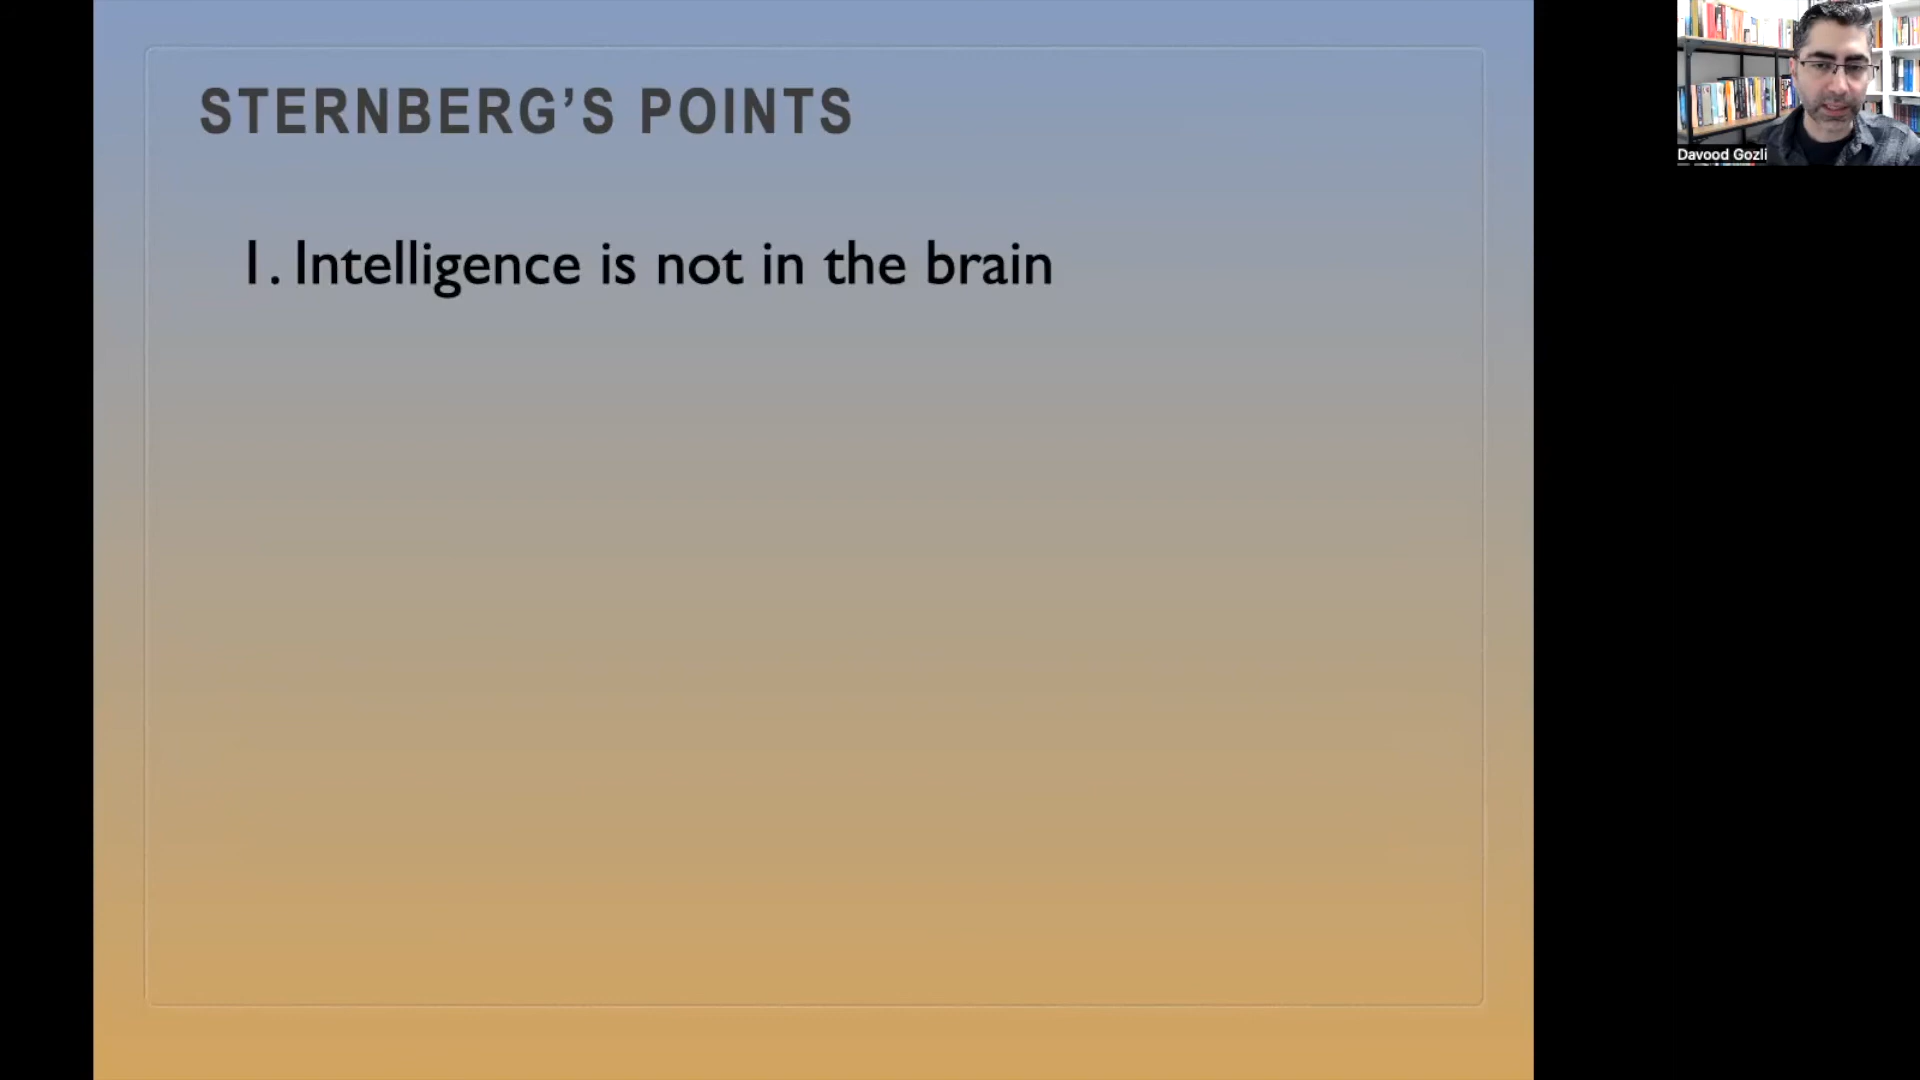 STERNBERG’S POINTS
1. Intelligence is not in the brain
Davood Gozli